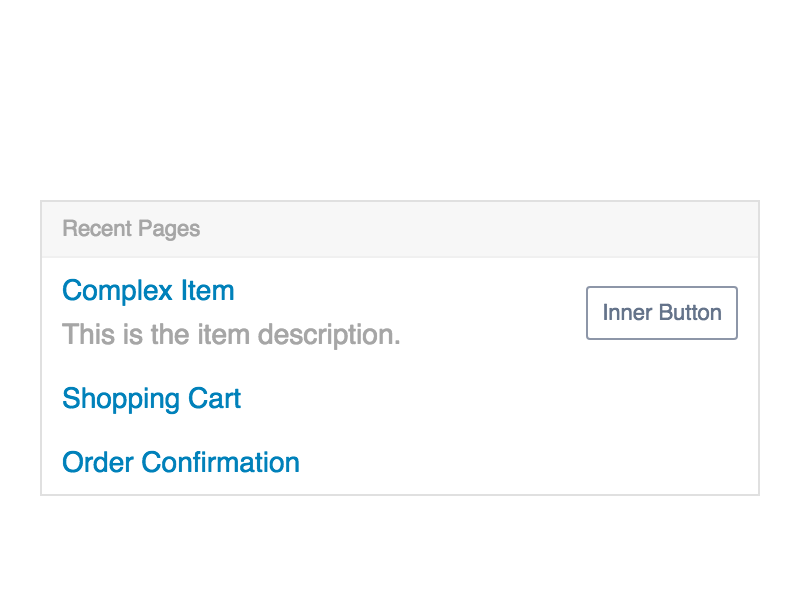 Recent Pages
Complex Item
Inner Button
This is the item description.
Shopping Cart
Order Confirmation